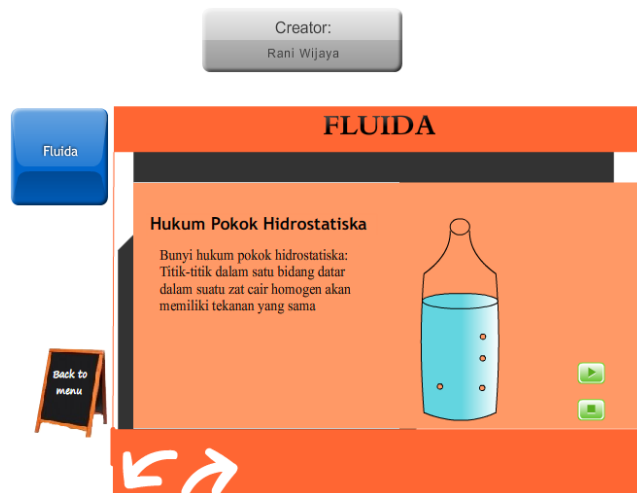 Creator:
Rani Wijaya
FLUIDA
Fluida
Hukum Pokok Hidrostatiska
Bunyi hukum pokok hidrostatiska:
Titik-titik dalam satu bidang datar
dalam suatu zat cair homogen akan
memiliki tekanan yang sama
Back to
menu